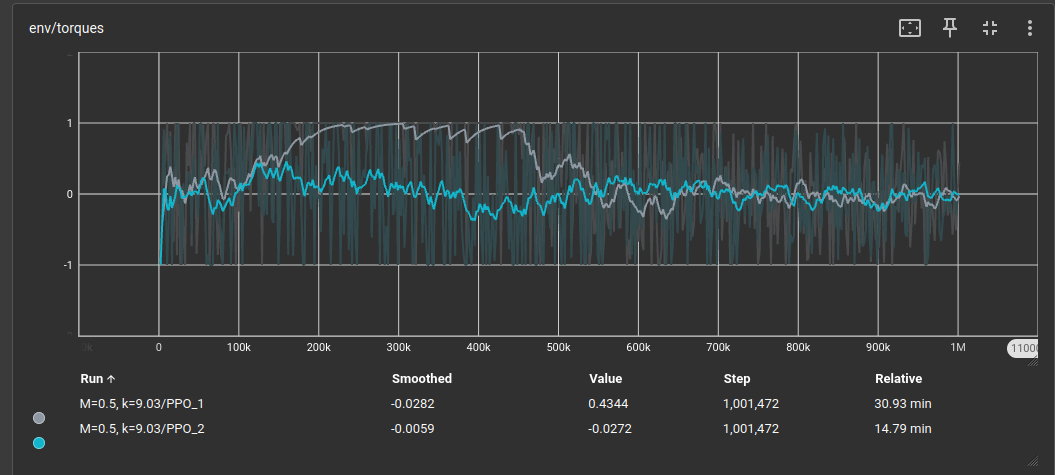 env/torques
1
0
-1
0 100k 200k 300k 400k 500k 600k 700k 800k 900k 1M 11000
Run ↑ Smoothed Value Step Relative
M=0.5, k=9.03/PPO_1 -0.0282 0.4344 1,001,472 30.93 min
M=0.5, k=9.03/PPO_2 -0.0059 -0.0272 1,001,472 14.79 min